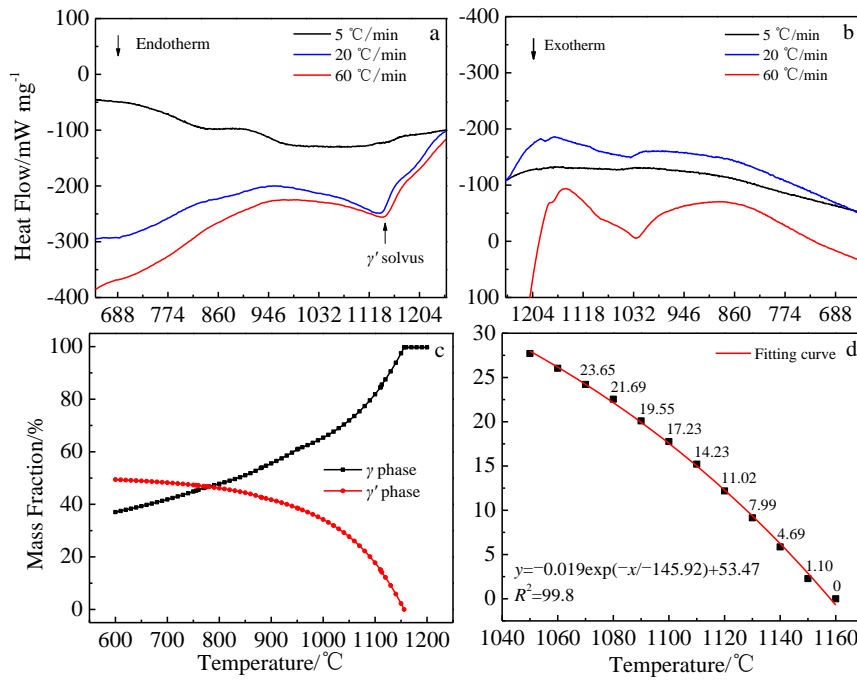 100
0
-100
-200
-300
-400
Heat Flow/mW mg⁻¹
Endotherm
5 ℃/min
20 ℃/min
60 ℃/min
a
γ′ solvus
688 774 860 946 1032 1118 1204
-400
-300
-200
-100
0
100
Exotherm
5 ℃/min
20 ℃/min
60 ℃/min
b
1204 1118 1032 946 860 774 688
100
80
60
40
20
0
Mass Fraction/%
c
γ phase
γ′ phase
600 700 800 900 1000 1100 1200
Temperature/℃
30
25
20
15
10
5
0
Fitting curve
d
23.65
21.69
19.55
17.23
14.23
11.02
7.99
4.69
1.10
0
y=−0.019exp(−x/−145.92)+53.47
R²=99.8
1040 1060 1080 1100 1120 1140 1160
Temperature/℃